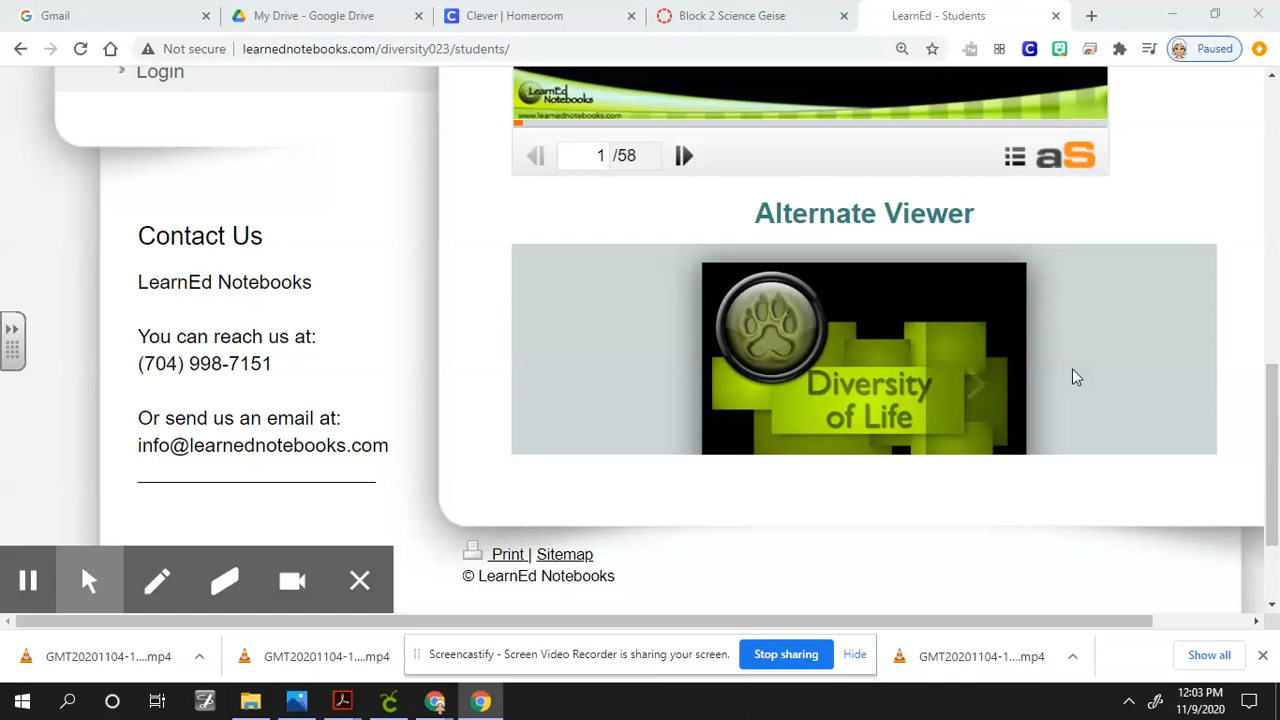 Gmail
My Drive - Google Drive
Clever | Homeroom
Block 2 Science Geise
LearnEd - Students
Not secure
learnednotebooks.com/diversity023/students/
Paused
Login
LearnEd
Notebooks
www.learnednotebooks.com
1 /58
aS
Alternate Viewer
Contact Us
LearnEd Notebooks
You can reach us at:
(704) 998-7151
Or send us an email at:
info@learnednotebooks.com
Diversity
of Life
Print | Sitemap
© LearnEd Notebooks
GMT20201104-1....mp4
GMT20201104-1....mp4
Screencastify - Screen Video Recorder is sharing your screen.
Stop sharing
Hide
GMT20201104-1....mp4
Show all
12:03 PM
11/9/2020